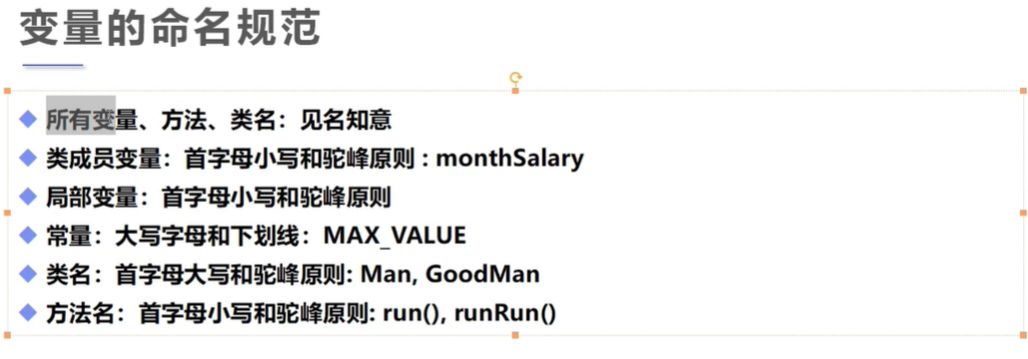 变量的命名规范
所有变量、方法、类名：见名知意
类成员变量：首字母小写和驼峰原则 : monthSalary
局部变量：首字母小写和驼峰原则
常量：大写字母和下划线：MAX_VALUE
类名：首字母大写和驼峰原则: Man, GoodMan
方法名：首字母小写和驼峰原则: run(), runRun()